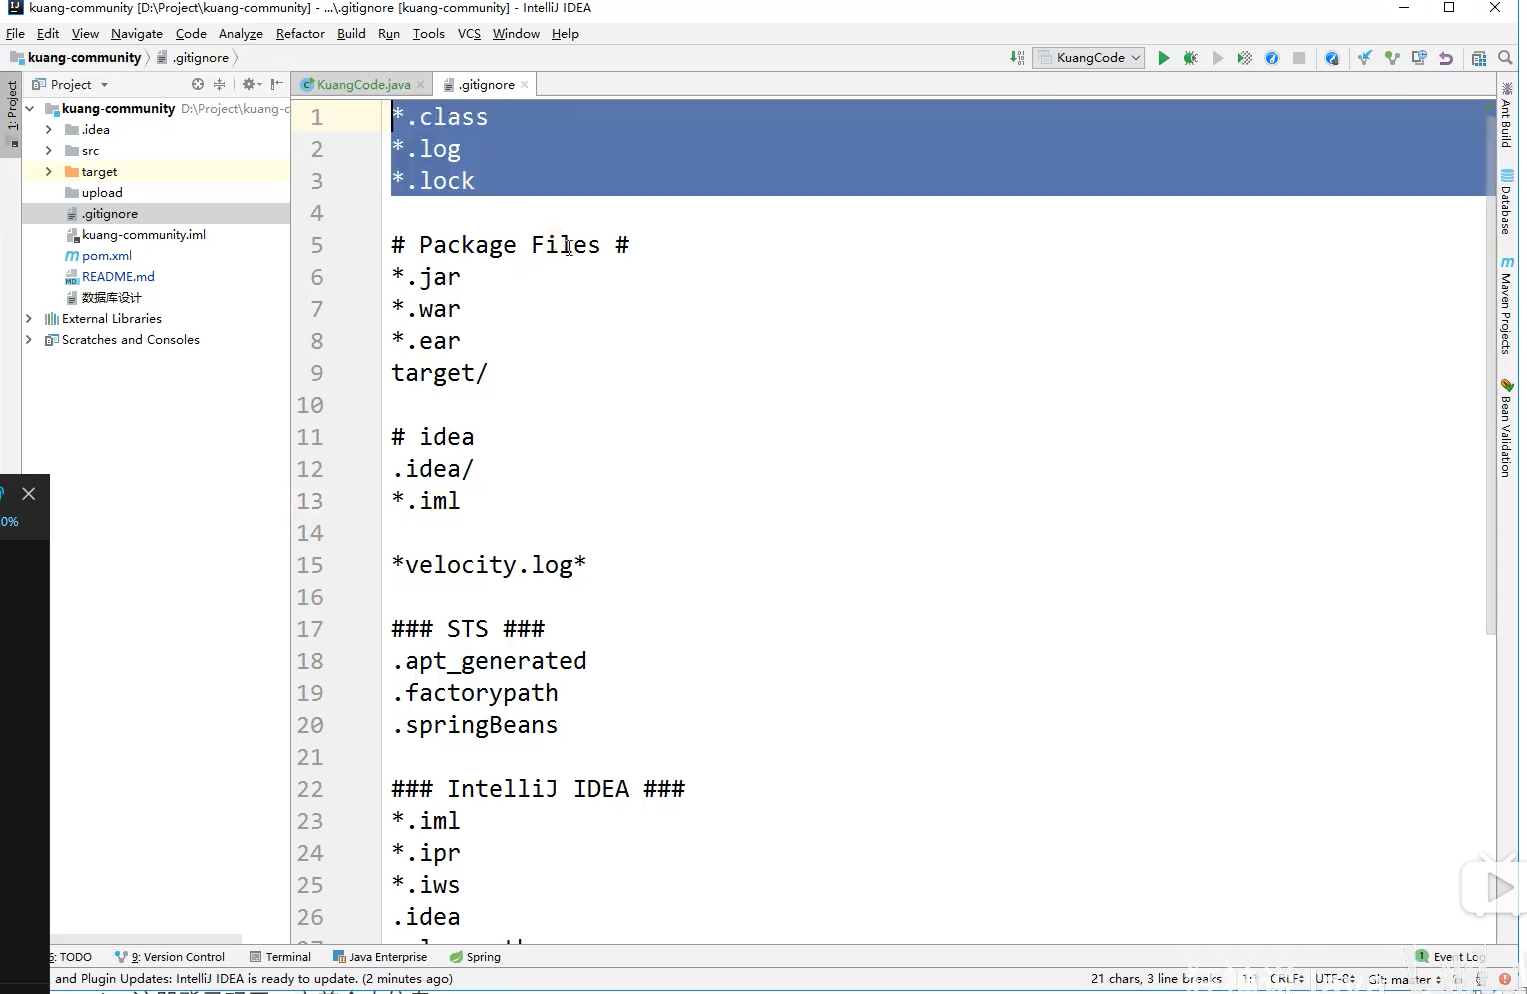 kuang-community [D:\Project\kuang-community] - ...\.gitignore [kuang-community] - IntelliJ IDEA
File Edit View Navigate Code Analyze Refactor Build Run Tools VCS Window Help
kuang-community .gitignore KuangCode
Project KuangCode.java .gitignore
1: Project
kuang-community D:\Project\kuang-c
.idea
src
target
upload
.gitignore
kuang-community.iml
pom.xml
README.md
数据库设计
External Libraries
Scratches and Consoles
0%
1 *.class
2 *.log
3 *.lock
4
5 # Package Files #
6 *.jar
7 *.war
8 *.ear
9 target/
10
11 # idea
12 .idea/
13 *.iml
14
15 *velocity.log*
16
17 ### STS ###
18 .apt_generated
19 .factorypath
20 .springBeans
21
22 ### IntelliJ IDEA ###
23 *.iml
24 *.ipr
25 *.iws
26 .idea
Ant Build
Database
Maven Projects
Bean Validation
6: TODO 9: Version Control Terminal Java Enterprise Spring 1 Event Log
and Plugin Updates: IntelliJ IDEA is ready to update. (2 minutes ago) 21 chars, 3 line breaks 1:1 CRLF UTF-8 Git: master